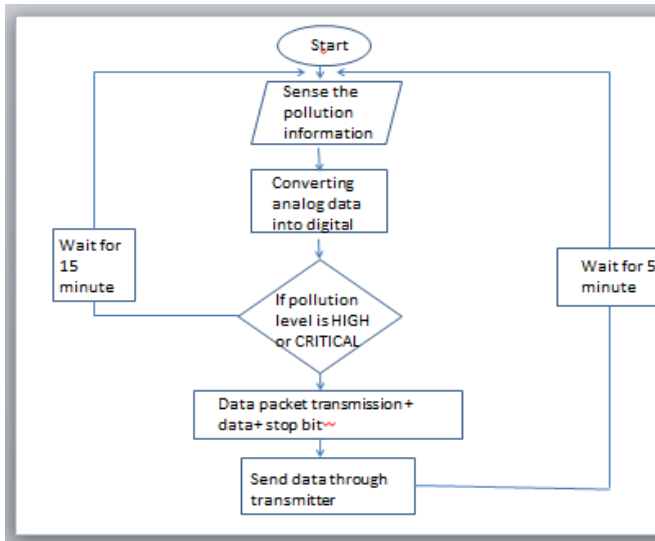 Start
Sense the
pollution
information
Converting
analog data
into digital
Wait for
15
minute
Wait for 5
minute
If pollution
level is HIGH
or CRITICAL
Data packet transmission+
data+ stop bit
Send data through
transmitter